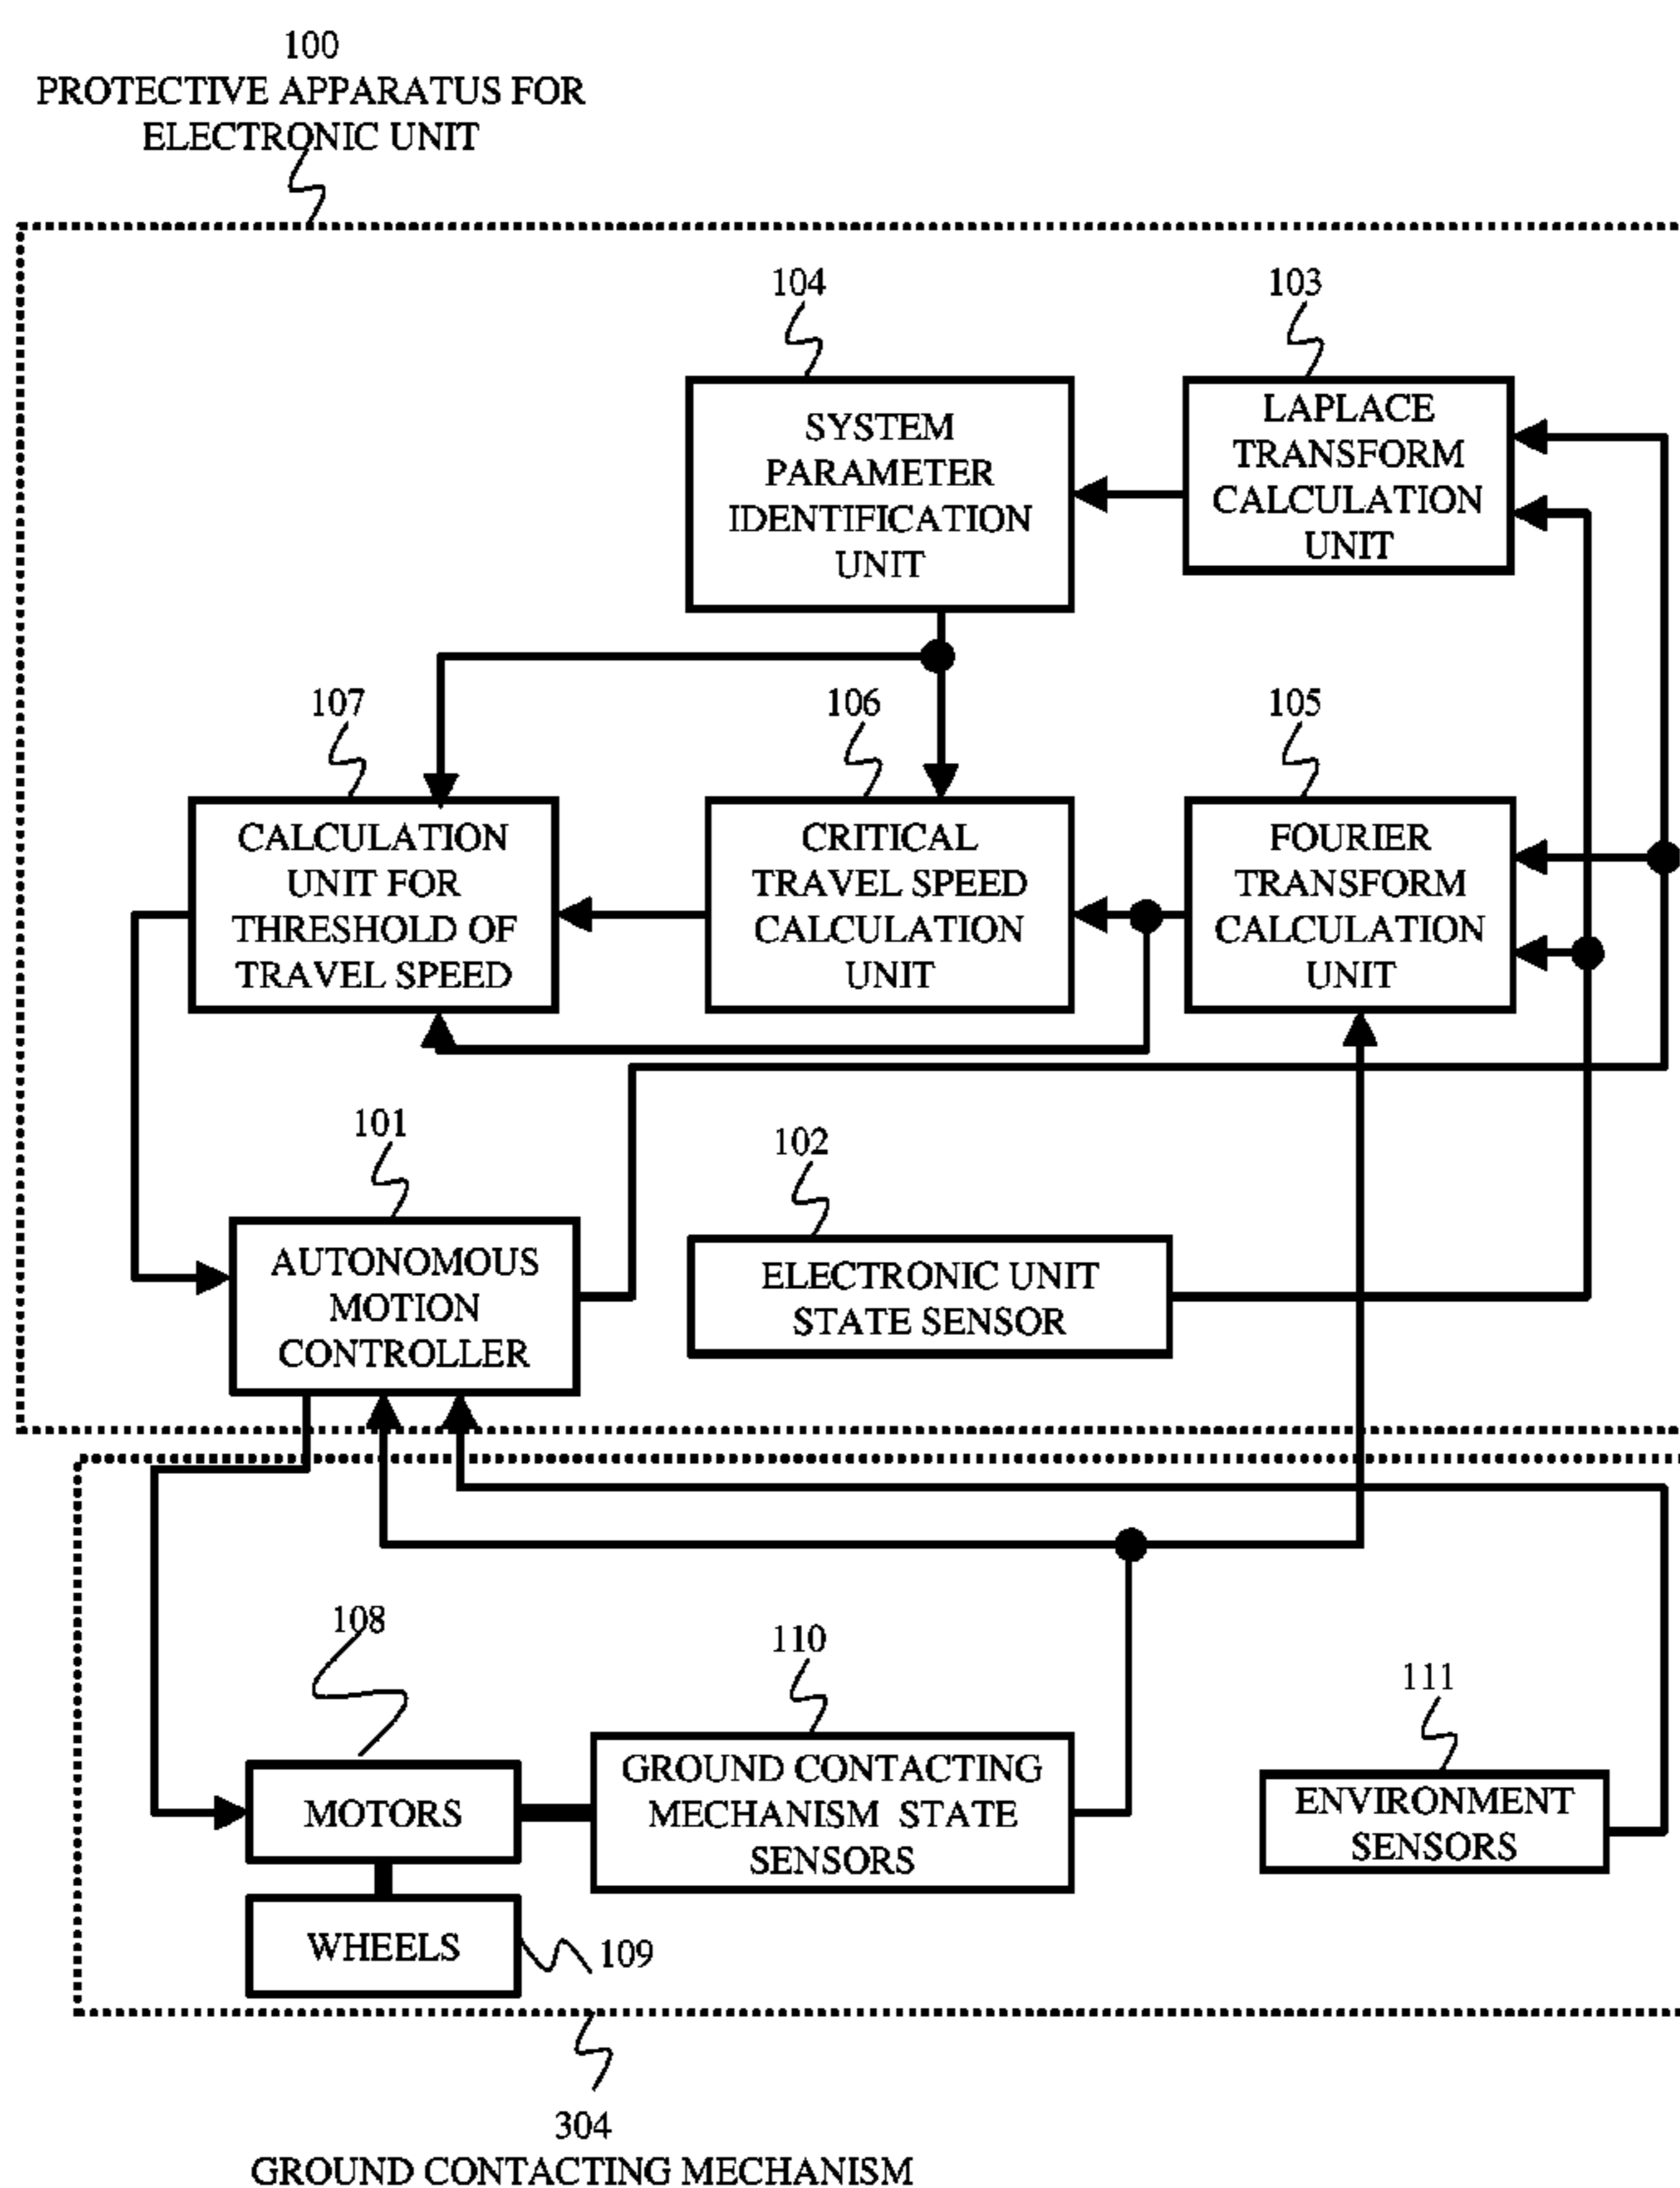 100
PROTECTIVE APPARATUS FOR
ELECTRONIC UNIT
104
103
SYSTEM
PARAMETER
IDENTIFICATION
UNIT
LAPLACE
TRANSFORM
CALCULATION
UNIT
107
106
105
CALCULATION
UNIT FOR
THRESHOLD OF
TRAVEL SPEED
CRITICAL
TRAVEL SPEED
CALCULATION
UNIT
FOURIER
TRANSFORM
CALCULATION
UNIT
101
102
AUTONOMOUS
MOTION
CONTROLLER
ELECTRONIC UNIT
STATE SENSOR
108
110
111
MOTORS
GROUND CONTACTING
MECHANISM STATE
SENSORS
ENVIRONMENT
SENSORS
WHEELS
109
304
GROUND CONTACTING MECHANISM